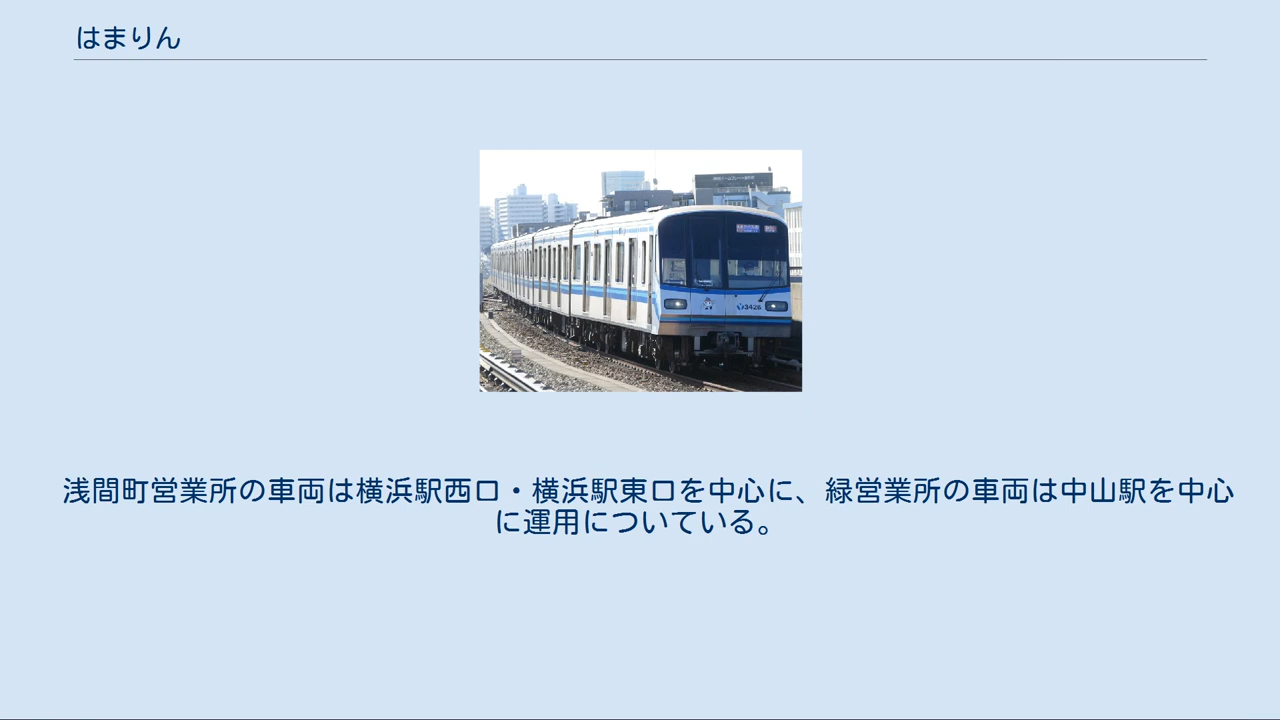 はまりん
Y3426
浅間町営業所の車両は横浜駅西口・横浜駅東口を中心に、緑営業所の車両は中山駅を中心
に運用についている。